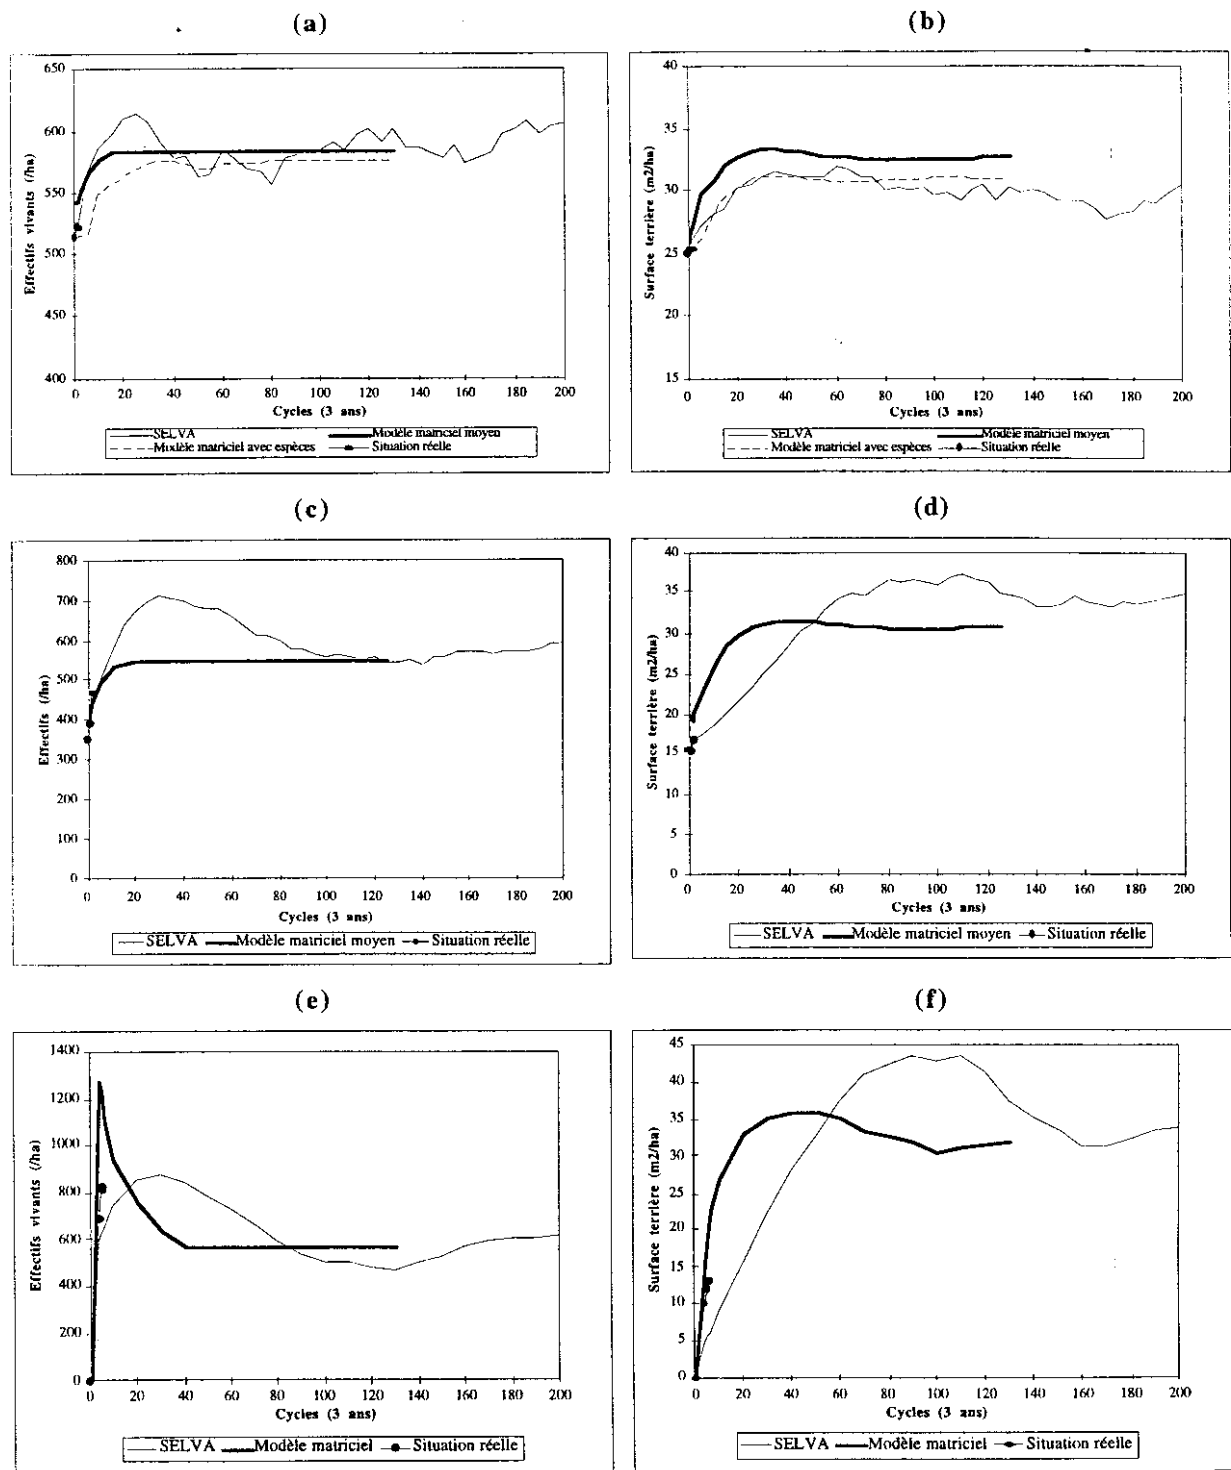 (a)
Effectifs vivants (/ha)
650
600
550
500
450
400
0 20 40 60 80 100 120 140 160 180 200
Cycles (3 ans)
SELVA Modèle matriciel moyen
Modèle matriciel avec espèces Situation réelle
(b)
Surface terrière (m2/ha)
40
35
30
25
20
15
0 20 40 60 80 100 120 140 160 180 200
Cycles (3 ans)
SELVA Modèle matriciel moyen
Modèle matriciel avec espèces Situation réelle
(c)
Effectifs (/ha)
800
700
600
500
400
300
200
100
0
0 20 40 60 80 100 120 140 160 180 200
Cycles (3 ans)
SELVA Modèle matriciel moyen Situation réelle
(d)
Surface terrière (m2/ha)
40
35
30
25
20
15
10
5
0
0 20 40 60 80 100 120 140 160 180 200
Cycles (3 ans)
SELVA Modèle matriciel moyen Situation réelle
(e)
Effectifs vivants (/ha)
1400
1200
1000
800
600
400
200
0
0 20 40 60 80 100 120 140 160 180 200
Cycles (3 ans)
SELVA Modèle matriciel Situation réelle
(f)
Surface terrière (m2/ha)
45
40
35
30
25
20
15
10
5
0
0 20 40 60 80 100 120 140 160 180 200
Cycles (3 ans)
SELVA Modèle matriciel Situation réelle